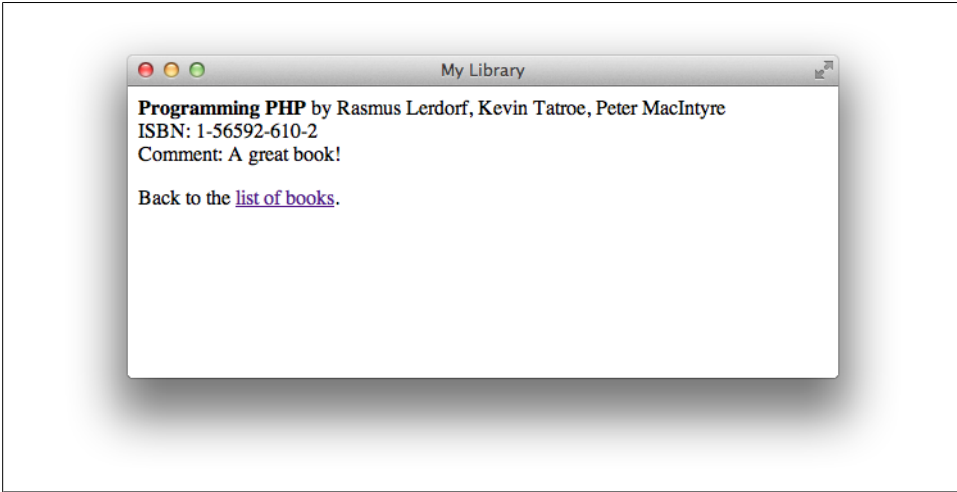 My Library
Programming PHP by Rasmus Lerdorf, Kevin Tatroe, Peter MacIntyre
ISBN: 1-56592-610-2
Comment: A great book!
Back to the list of books.